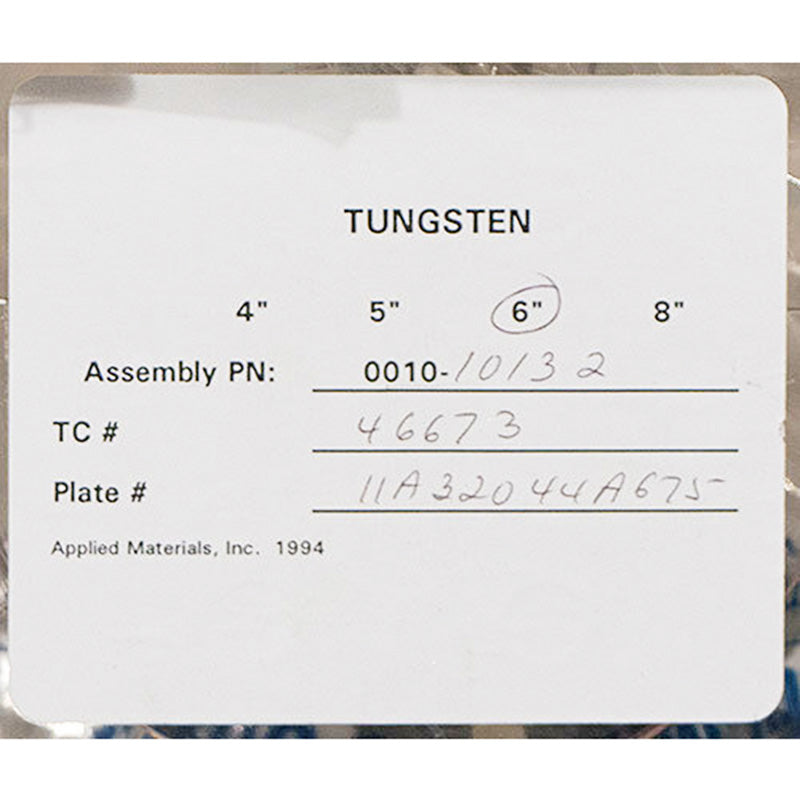 TUNGSTEN
4" 5" 6" 8"
Assembly PN: 0010-10132
TC # 46673
Plate # 11A32044A675
Applied Materials, Inc. 1994